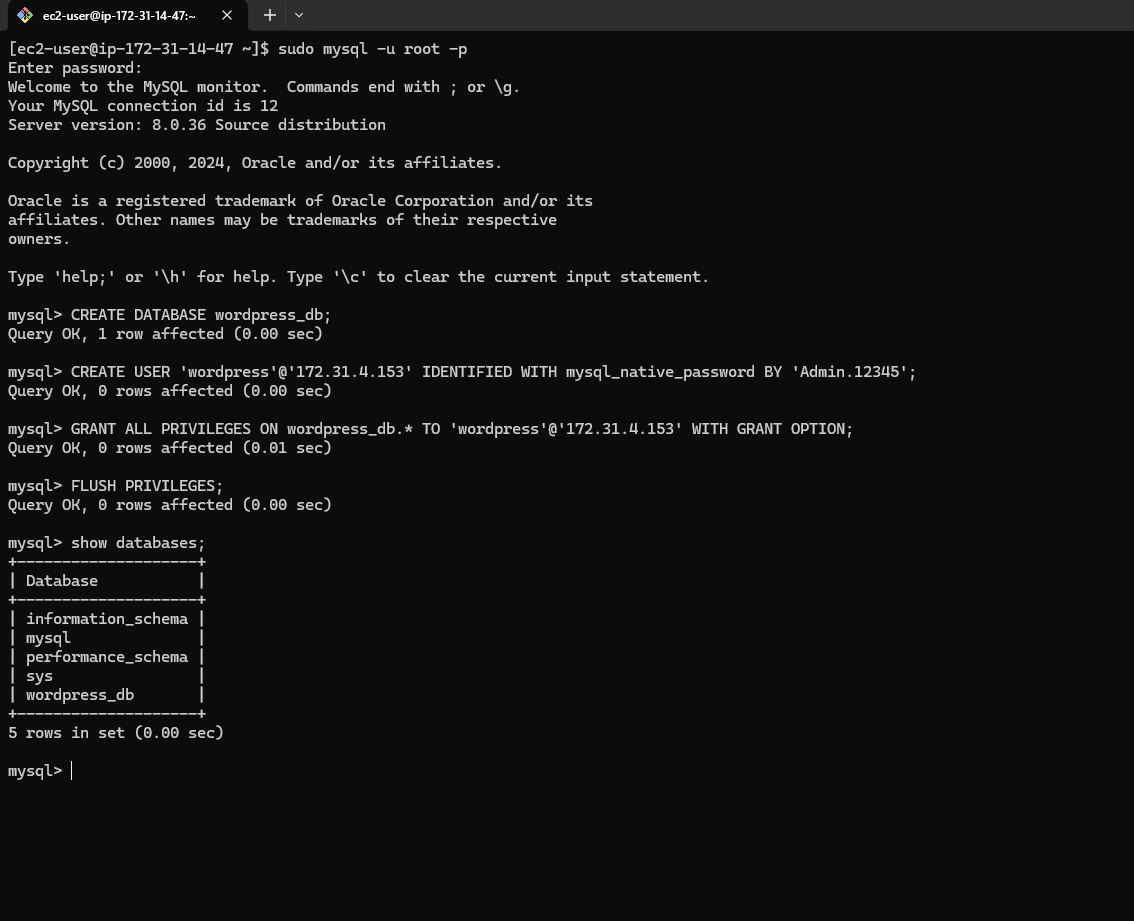 ec2-user@ip-172-31-14-47:~
[ec2-user@ip-172-31-14-47 ~]$ sudo mysql -u root -p
Enter password:
Welcome to the MySQL monitor.  Commands end with ; or \g.
Your MySQL connection id is 12
Server version: 8.0.36 Source distribution

Copyright (c) 2000, 2024, Oracle and/or its affiliates.

Oracle is a registered trademark of Oracle Corporation and/or its
affiliates. Other names may be trademarks of their respective
owners.

Type 'help;' or '\h' for help. Type '\c' to clear the current input statement.

mysql> CREATE DATABASE wordpress_db;
Query OK, 1 row affected (0.00 sec)

mysql> CREATE USER 'wordpress'@'172.31.4.153' IDENTIFIED WITH mysql_native_password BY 'Admin.12345';
Query OK, 0 rows affected (0.00 sec)

mysql> GRANT ALL PRIVILEGES ON wordpress_db.* TO 'wordpress'@'172.31.4.153' WITH GRANT OPTION;
Query OK, 0 rows affected (0.01 sec)

mysql> FLUSH PRIVILEGES;
Query OK, 0 rows affected (0.00 sec)

mysql> show databases;
+--------------------+
| Database           |
+--------------------+
| information_schema |
| mysql              |
| performance_schema |
| sys                |
| wordpress_db       |
+--------------------+
5 rows in set (0.00 sec)

mysql>